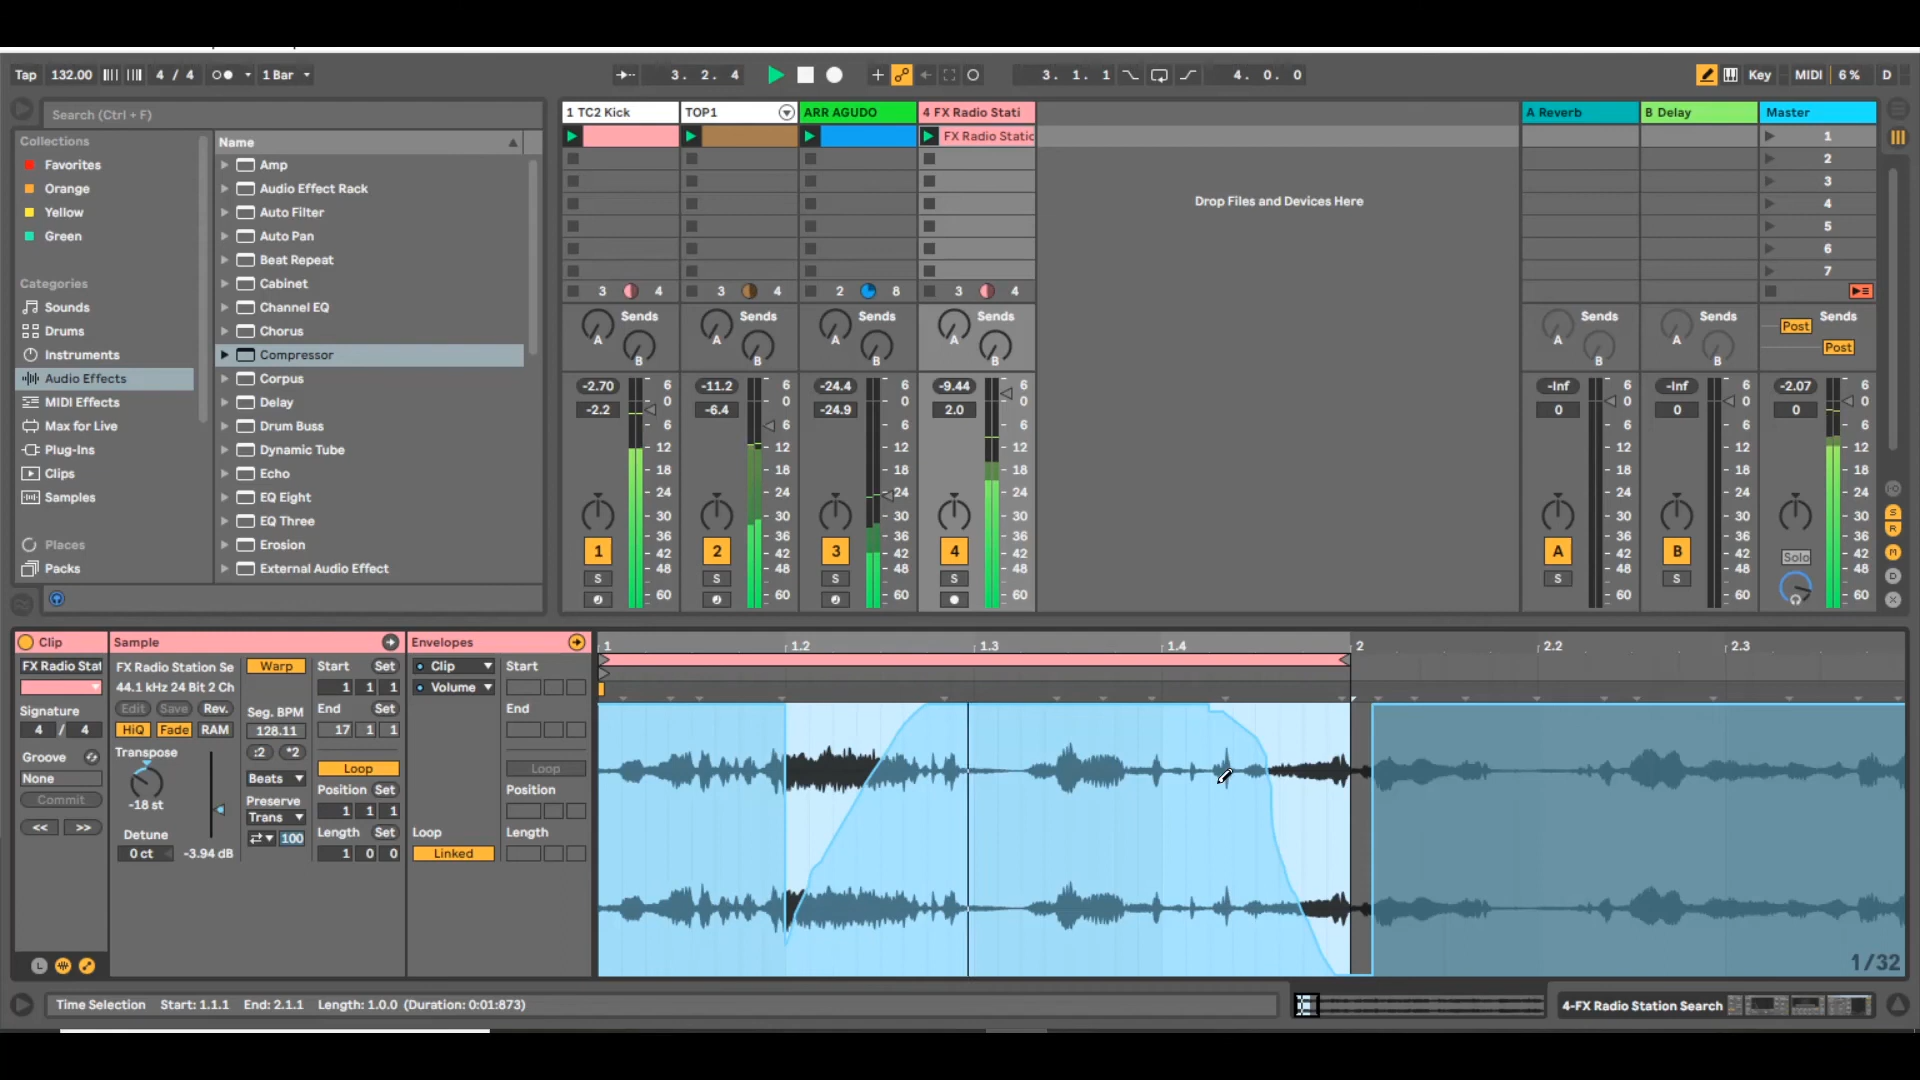 Tap 132.00 4 / 4 1 Bar 3. 2. 4 3. 1. 1 4. 0. 0 Key MIDI 6 % D
Search (Ctrl + F)
Collections
Favorites
Orange
Yellow
Green
Categories
Sounds
Drums
Instruments
Audio Effects
MIDI Effects
Max for Live
Plug-Ins
Clips
Samples
Places
Packs
Name
Amp
Audio Effect Rack
Auto Filter
Auto Pan
Beat Repeat
Cabinet
Channel EQ
Chorus
Compressor
Corpus
Delay
Drum Buss
Dynamic Tube
Echo
EQ Eight
EQ Three
Erosion
External Audio Effect
1 TC2 Kick TOP1 ARR AGUDO 4 FX Radio Stati A Reverb B Delay Master
FX Radio Static 1
2
3
4
5
6
7
3 4 3 4 2 8 3 4
Sends Sends Sends Sends Sends Sends Post Sends
A A A A A A
B B B B B B Post
-2.70 6 -11.2 6 -24.4 6 -9.44 6 -Inf 6 -Inf 6 -2.07 6
0 0 0 0 0 0 0
-2.2 -6.4 -24.9 2.0 0 0 0
6 6 6 6 6 6 6
12 12 12 12 12 12 12
18 18 18 18 18 18 18
24 24 24 24 24 24 24
30 30 30 30 30 30 30
36 36 36 36 36 36 36
1 42 2 42 3 42 4 42 A 42 B 42 Solo 42
48 48 48 48 48 48 48
S S S S S S
60 60 60 60 60 60 60
S
R
M
D
X
Clip
FX Radio Stat
Signature
4 / 4
Groove
None
Commit
<< >>
L
Sample
FX Radio Station Se
44.1 kHz 24 Bit 2 Ch
Edit Save Rev.
HiQ Fade RAM
Transpose
-18 st
Detune
0 ct -3.94 dB
Warp
Seg. BPM
128.11
:2 *2
Beats
Preserve
Trans
100
Start Set
1 1 1
End Set
17 1 1
Loop
Position Set
1 1 1
Length Set
1 0 0
Envelopes
Clip
Volume
Loop
Linked
Start
End
Loop
Position
Length
1 1.2 1.3 1.4 2 2.2 2.3
1/32
Time Selection Start: 1.1.1 End: 2.1.1 Length: 1.0.0 (Duration: 0:01:873)
4-FX Radio Station Search